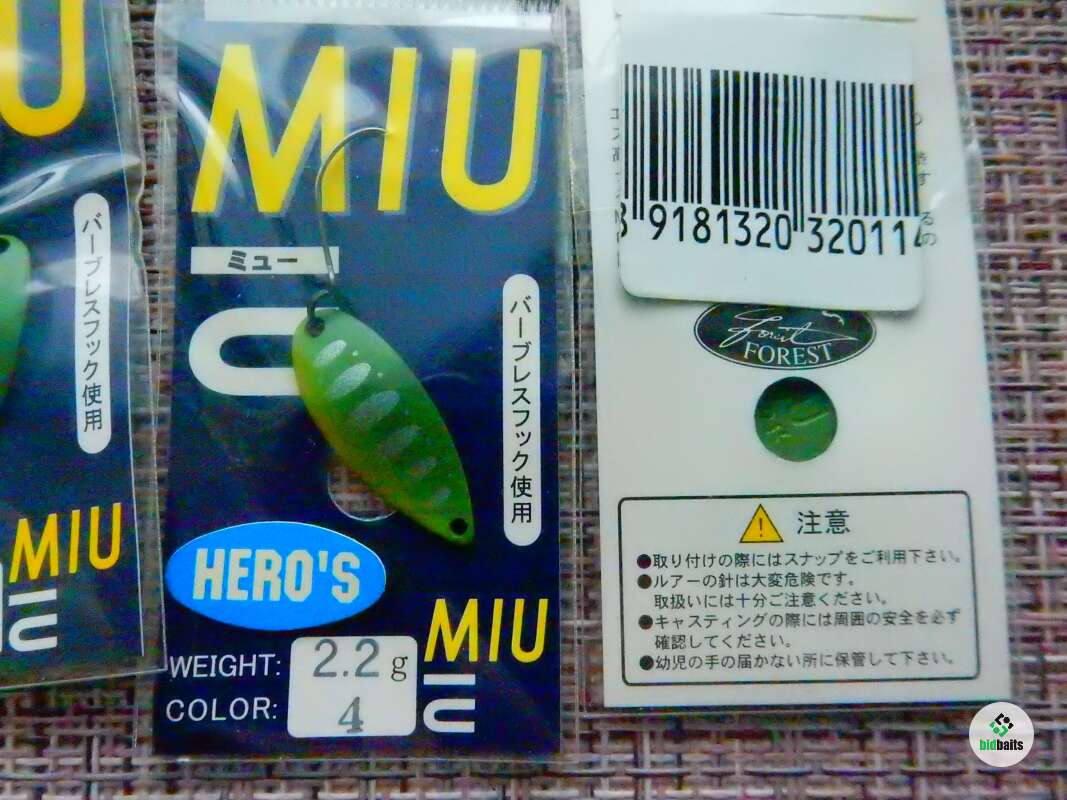 U
バーブレスフック使用
MIU
MIU
ミュー
バーブレスフック使用
HERO'S
MIU
WEIGHT: 2.2g
COLOR: 4
9181320 32011
Forest
FOREST
注意
●取り付けの際にはスナップをご利用下さい。
●ルアーの針は大変危険です。
取扱いには十分ご注意ください。
●キャスティングの際には周囲の安全を必ず
確認してください。
●幼児の手の届かない所に保管して下さい。
bidbaits